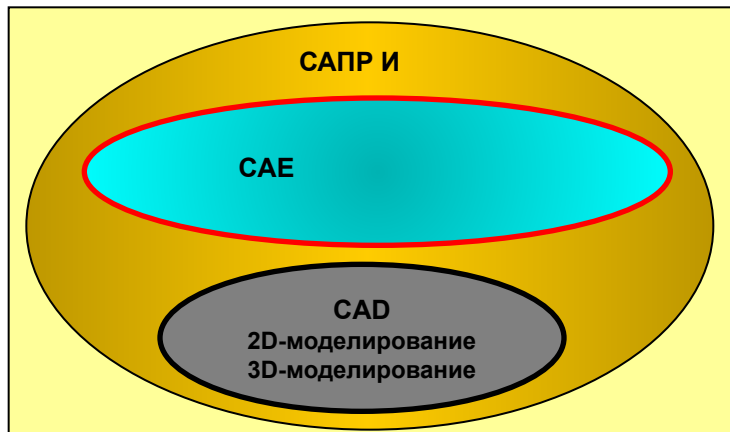 САПР И
CAE
CAD
2D-моделирование
3D-моделирование